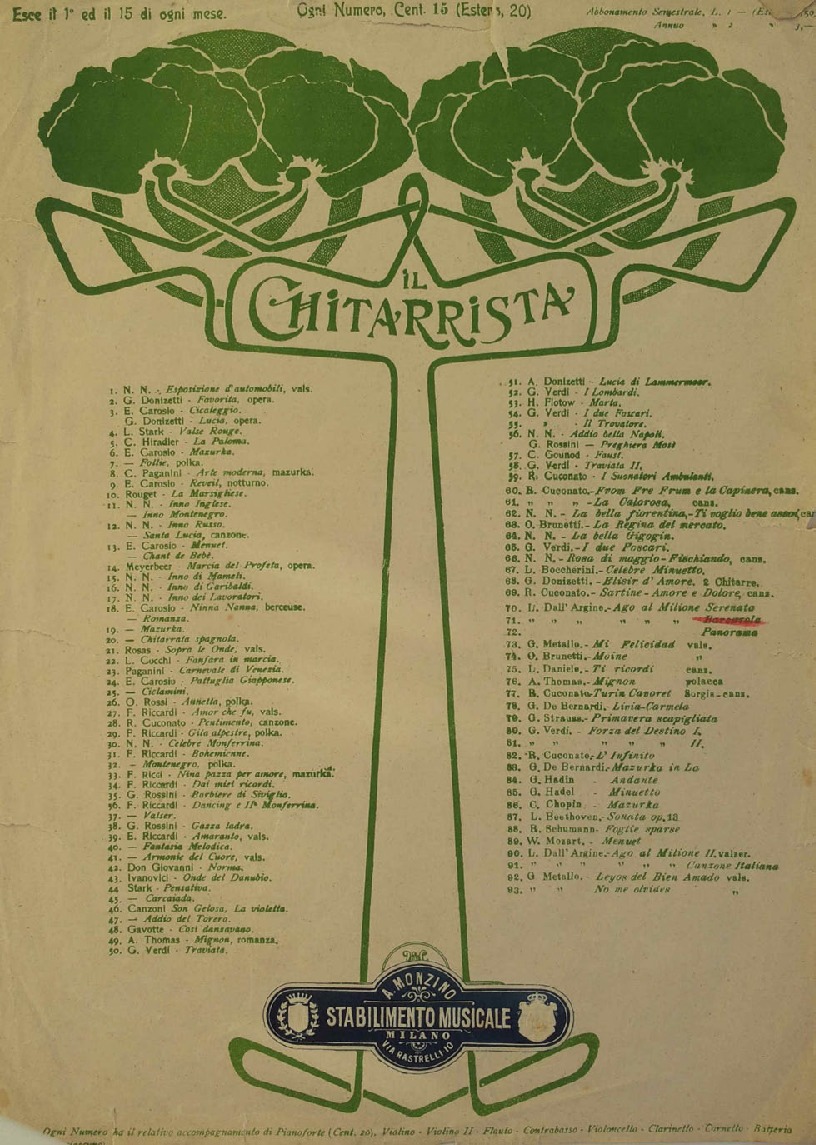 Esce il 1° ed il 15 di ogni mese.
Ogni Numero, Cent. 15 (Estero, 20)
Abbonamento Semestrale, L. 1
Annuo " 2
IL
CHITARRISTA
1. N. N. - Esposizione d'automobili, vals.
2. G. Donizetti - Favorita, opera.
3. E. Carosio - Cicaleggio.
G. Donizetti - Lucia, opera.
4. L. Stark - Valse Rouge.
5. C. Hiradier - La Paloma.
6. E. Carosio - Mazurka.
7. — Follie, polka.
8. C. Paganini - Arte moderna, mazurka.
9. E. Carosio - Reveil, notturno.
10. Rouget - La Marsigliese.
11. N. N. - Inno Inglese.
— Inno Montenegro.
12. N. N. - Inno Russo.
— Santa Lucia, canzone.
13. E. Carosio - Menuet.
— Chant de Bebè.
14. Meyerbeer - Marcia del Profeta, opera.
15. N. N. - Inno di Mameli.
16. N. N. - Inno di Garibaldi.
17. N. N. - Inno dei Lavoratori.
18. E. Carosio - Ninna Nanna, berceuse.
— Romanza.
19. — Mazurka.
20. — Chitarrata spagnola.
21. Rosas - Sopra le Onde, vals.
22. L. Cocchi - Fanfara in marcia.
23. Paganini - Carnevale di Venezia.
24. E. Carosio - Pattuglia Giapponese.
25. — Ciclamini.
26. O. Rossi - Annetta, polka.
27. F. Riccardi - Amor che fu, vals.
28. R. Cuconato - Pentimento, canzone.
29. F. Riccardi - Gita alpestre, polka.
30. N. N. - Celebre Monferrina.
31. F. Riccardi - Bohemienne.
32. — Montenegro, polka.
33. F. Ricci - Nina pazza per amore, mazurka.
34. F. Riccardi - Dai miei ricordi.
35. G. Rossini - Barbiere di Siviglia.
36. F. Riccardi - Dancing e IIª Monferrina.
37. — Valser.
38. G. Rossini - Gazza ladra.
39. E. Riccardi - Amarante, vals.
40. — Fantasia Melodica.
41. — Armonie del Cuore, vals.
42. Don Giovanni - Norma.
43. Ivanovici - Onde del Danubio.
44 Stark - Pensativa.
45. — Carcaiada.
46. Canzoni Son Gelosa, La violetta.
47. — Addio del Torero.
48. Gavotte - Così danzavano.
49. A. Thomas - Mignon, romanza.
50. G. Verdi - Traviata.
51. A. Donizetti - Lucia di Lammermoor.
52. G. Verdi - I Lombardi.
53. H. Flotow - Marta.
54. G. Verdi - I due Foscari.
55. " - Il Trovatore.
56. N. N. - Addio bella Napoli.
G. Rossini — Preghiera Mosè
57. C. Gounod - Faust.
58. G. Verdi - Traviata II,
59. R. Cuconato - I Suonatori Ambulanti,
60. R. Cuconato.- From Fre Frum e la Capinera, cans.
61. " " " -La Calorosa, cans.
62. N. N. - La bella fiorentina,-Ti voglio bene assai,can
63. O. Brunetti.- La Regina del mercato.
64. N. N. - La bella Gigogin.
65. G. Verdi.- I due Foscari.
66. N. N.- Rosa di maggio - Fischiando, cans.
67. L. Boccherini.- Celebre Minuetto,
68. G. Donizetti.- Elisir d' Amore, 2 Chitarre.
69. R. Cuconato.- Sartine - Amore e Dolore, cans.
70. L. Dall' Argine.-Ago al Milione Serenata
71. " " " " " Barcarola
72. Panorama
73. G. Metallo.- Mi Felicidad vals,
74. O. Brunetti.- Moine "
75. L. Daniele.- Ti ricordi cans.
76. A. Thomas.- Mignon polacca
77. R. Cuconato-Turin Canoret Borgia-cans.
78. G. De Bernardi.- Livia-Carmela
79. G. Strauss.- Primavera scapigliata
80. G. Verdi.- Forza del Destino I,
81. " " " " " II,
82. R. Cuconato.- L' Infinito
83. G. De Bernardi.-Mazurka in La
84. G. Hadin - Andante
85. G. Hadel - Minuetto
86. C. Chopin - Mazurka
87. L. Beethoven.- Sonata op.13
88. R. Schumann.- Foglie sparse
89. W. Mozart.- Menuet
90. L. Dall' Argine.-Ago al Milione II.valzer.
91. " " " " " " Canzone Italiana
92. G Metallo.- Leyos del Bien Amado vals.
93. " " No me olvides "
A. MONZINO
STABILIMENTO MUSICALE
MILANO
VIA RASTRELLI 10
Ogni Numero ha il relativo accompagnamento di Pianoforte (Cent. 20), Violino - Violino II - Flauto - Contrabasso - Violoncello - Clarinetto - Cornetto - Batteria